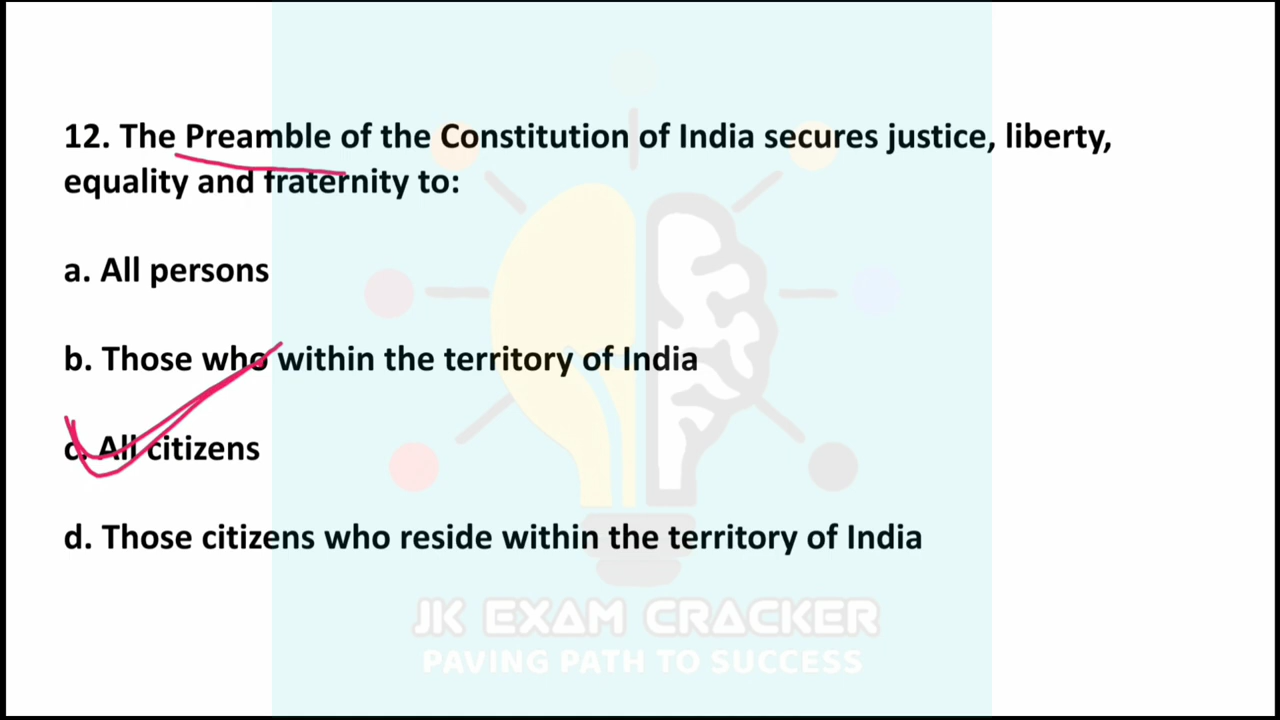 12. The Preamble of the Constitution of India secures justice, liberty,
equality and fraternity to:
a. All persons
b. Those who within the territory of India
c. All citizens
d. Those citizens who reside within the territory of India
JK EXAM CRACKER
PAVING PATH TO SUCCESS